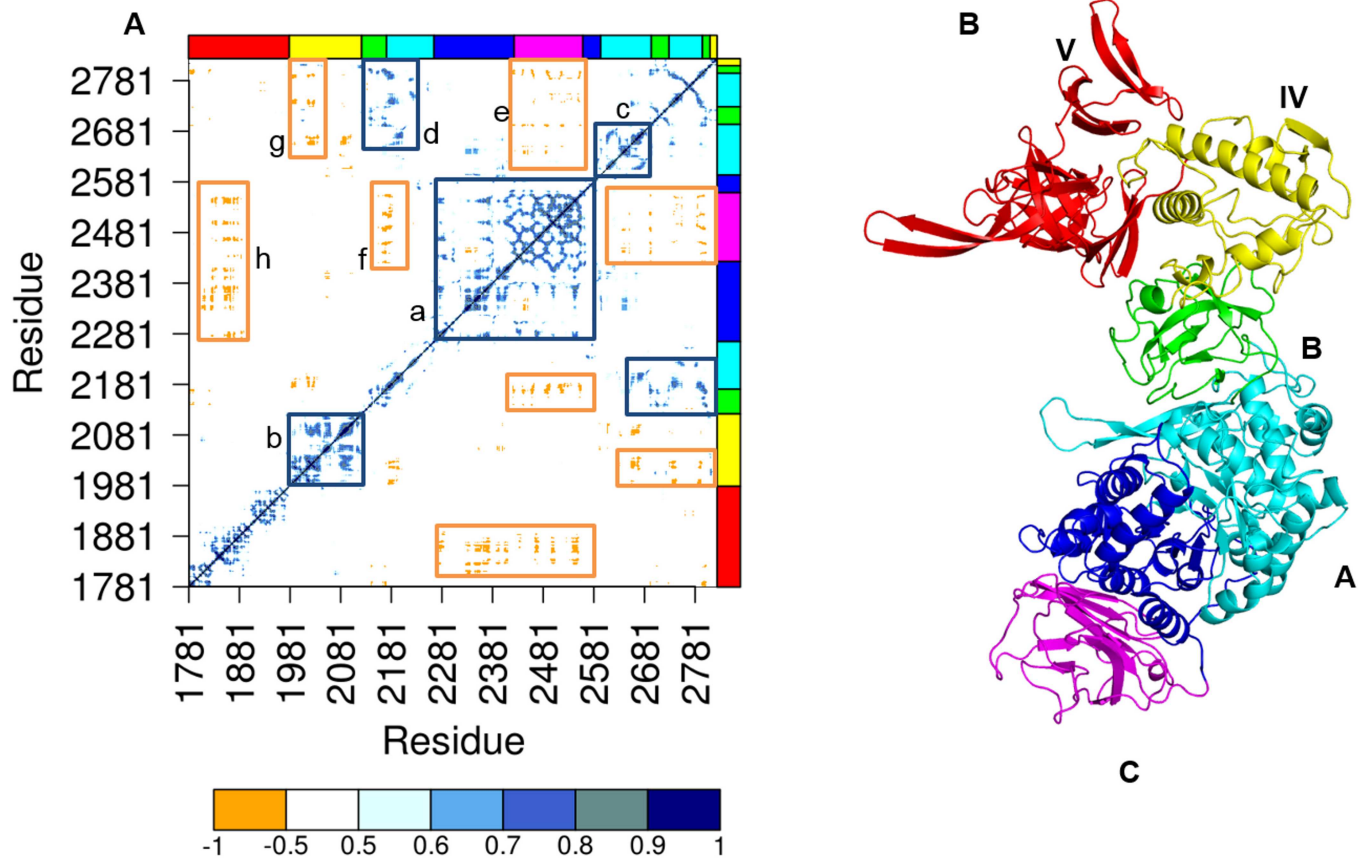 A
B
V
IV
B
A
C
2781
2681
2581
2481
2381
2281
2181
2081
1981
1881
1781
Residue
g
d
e
c
h
f
a
b
1781 1881 1981 2081 2181 2281 2381 2481 2581 2681 2781
Residue
-1 -0.5 0.5 0.6 0.7 0.8 0.9 1